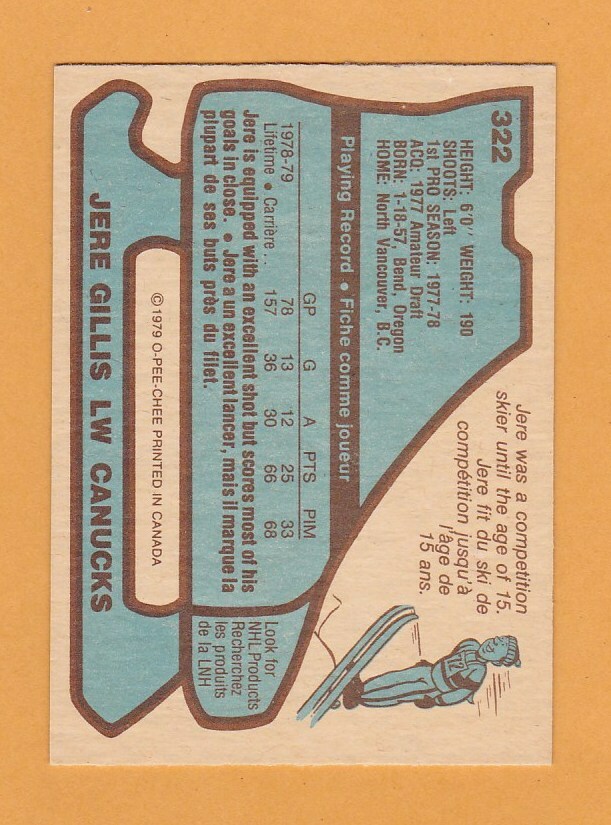 322
HEIGHT: 6'0" WEIGHT: 190
SHOOTS: Left
1st PRO SEASON: 1977-78
ACQ: 1977 Amateur Draft
BORN: 1-18-57, Bend, Oregon
HOME: North Vancouver, B.C.
Jere was a competition
skier until the age of 15.
Jere fit du ski de
compétition jusqu'à
l'âge de
15 ans.
Playing Record • Fiche comme joueur
GP G A PTS PIM
1978-79 78 13 12 25 33
Lifetime • Carrière .. 157 36 30 66 68
Jere is equipped with an excellent shot but scores most of his
goals in close. • Jere a un excellent lancer, mais il marque la
plupart de ses buts près du filet.
Look for
NHL Products
Recherchez
les produits
de la LNH
12
© 1979 O-PEE-CHEE PRINTED IN CANADA
JERE GILLIS LW CANUCKS